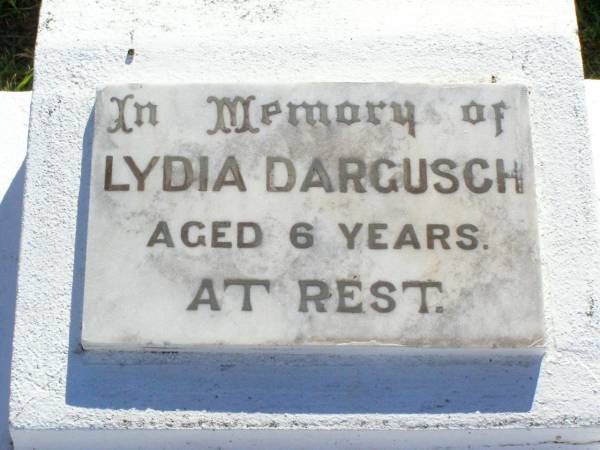 In Memory of
LYDIA DARGUSCH
AGED 6 YEARS.
AT REST.